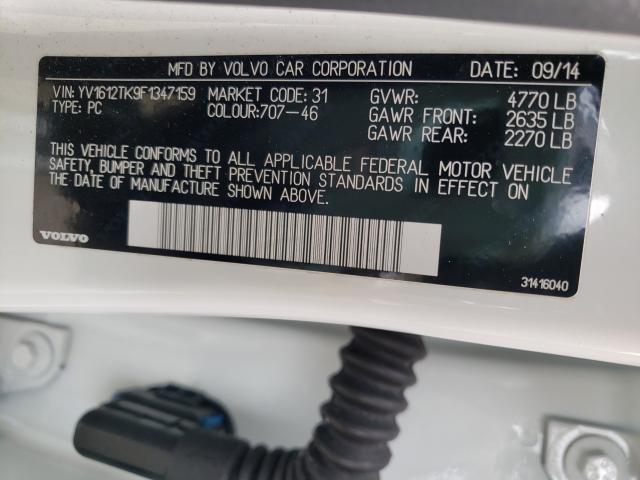 MFD BY VOLVO CAR CORPORATION DATE: 09/14
VIN: YV1612TK9F1347159 MARKET CODE: 31 GVWR: 4770 LB
TYPE: PC COLOUR:707-46 GAWR FRONT: 2635 LB
GAWR REAR: 2270 LB
THIS VEHICLE CONFORMS TO ALL APPLICABLE FEDERAL MOTOR VEHICLE
SAFETY, BUMPER AND THEFT PREVENTION STANDARDS IN EFFECT ON
THE DATE OF MANUFACTURE SHOWN ABOVE.
VOLVO
31416040